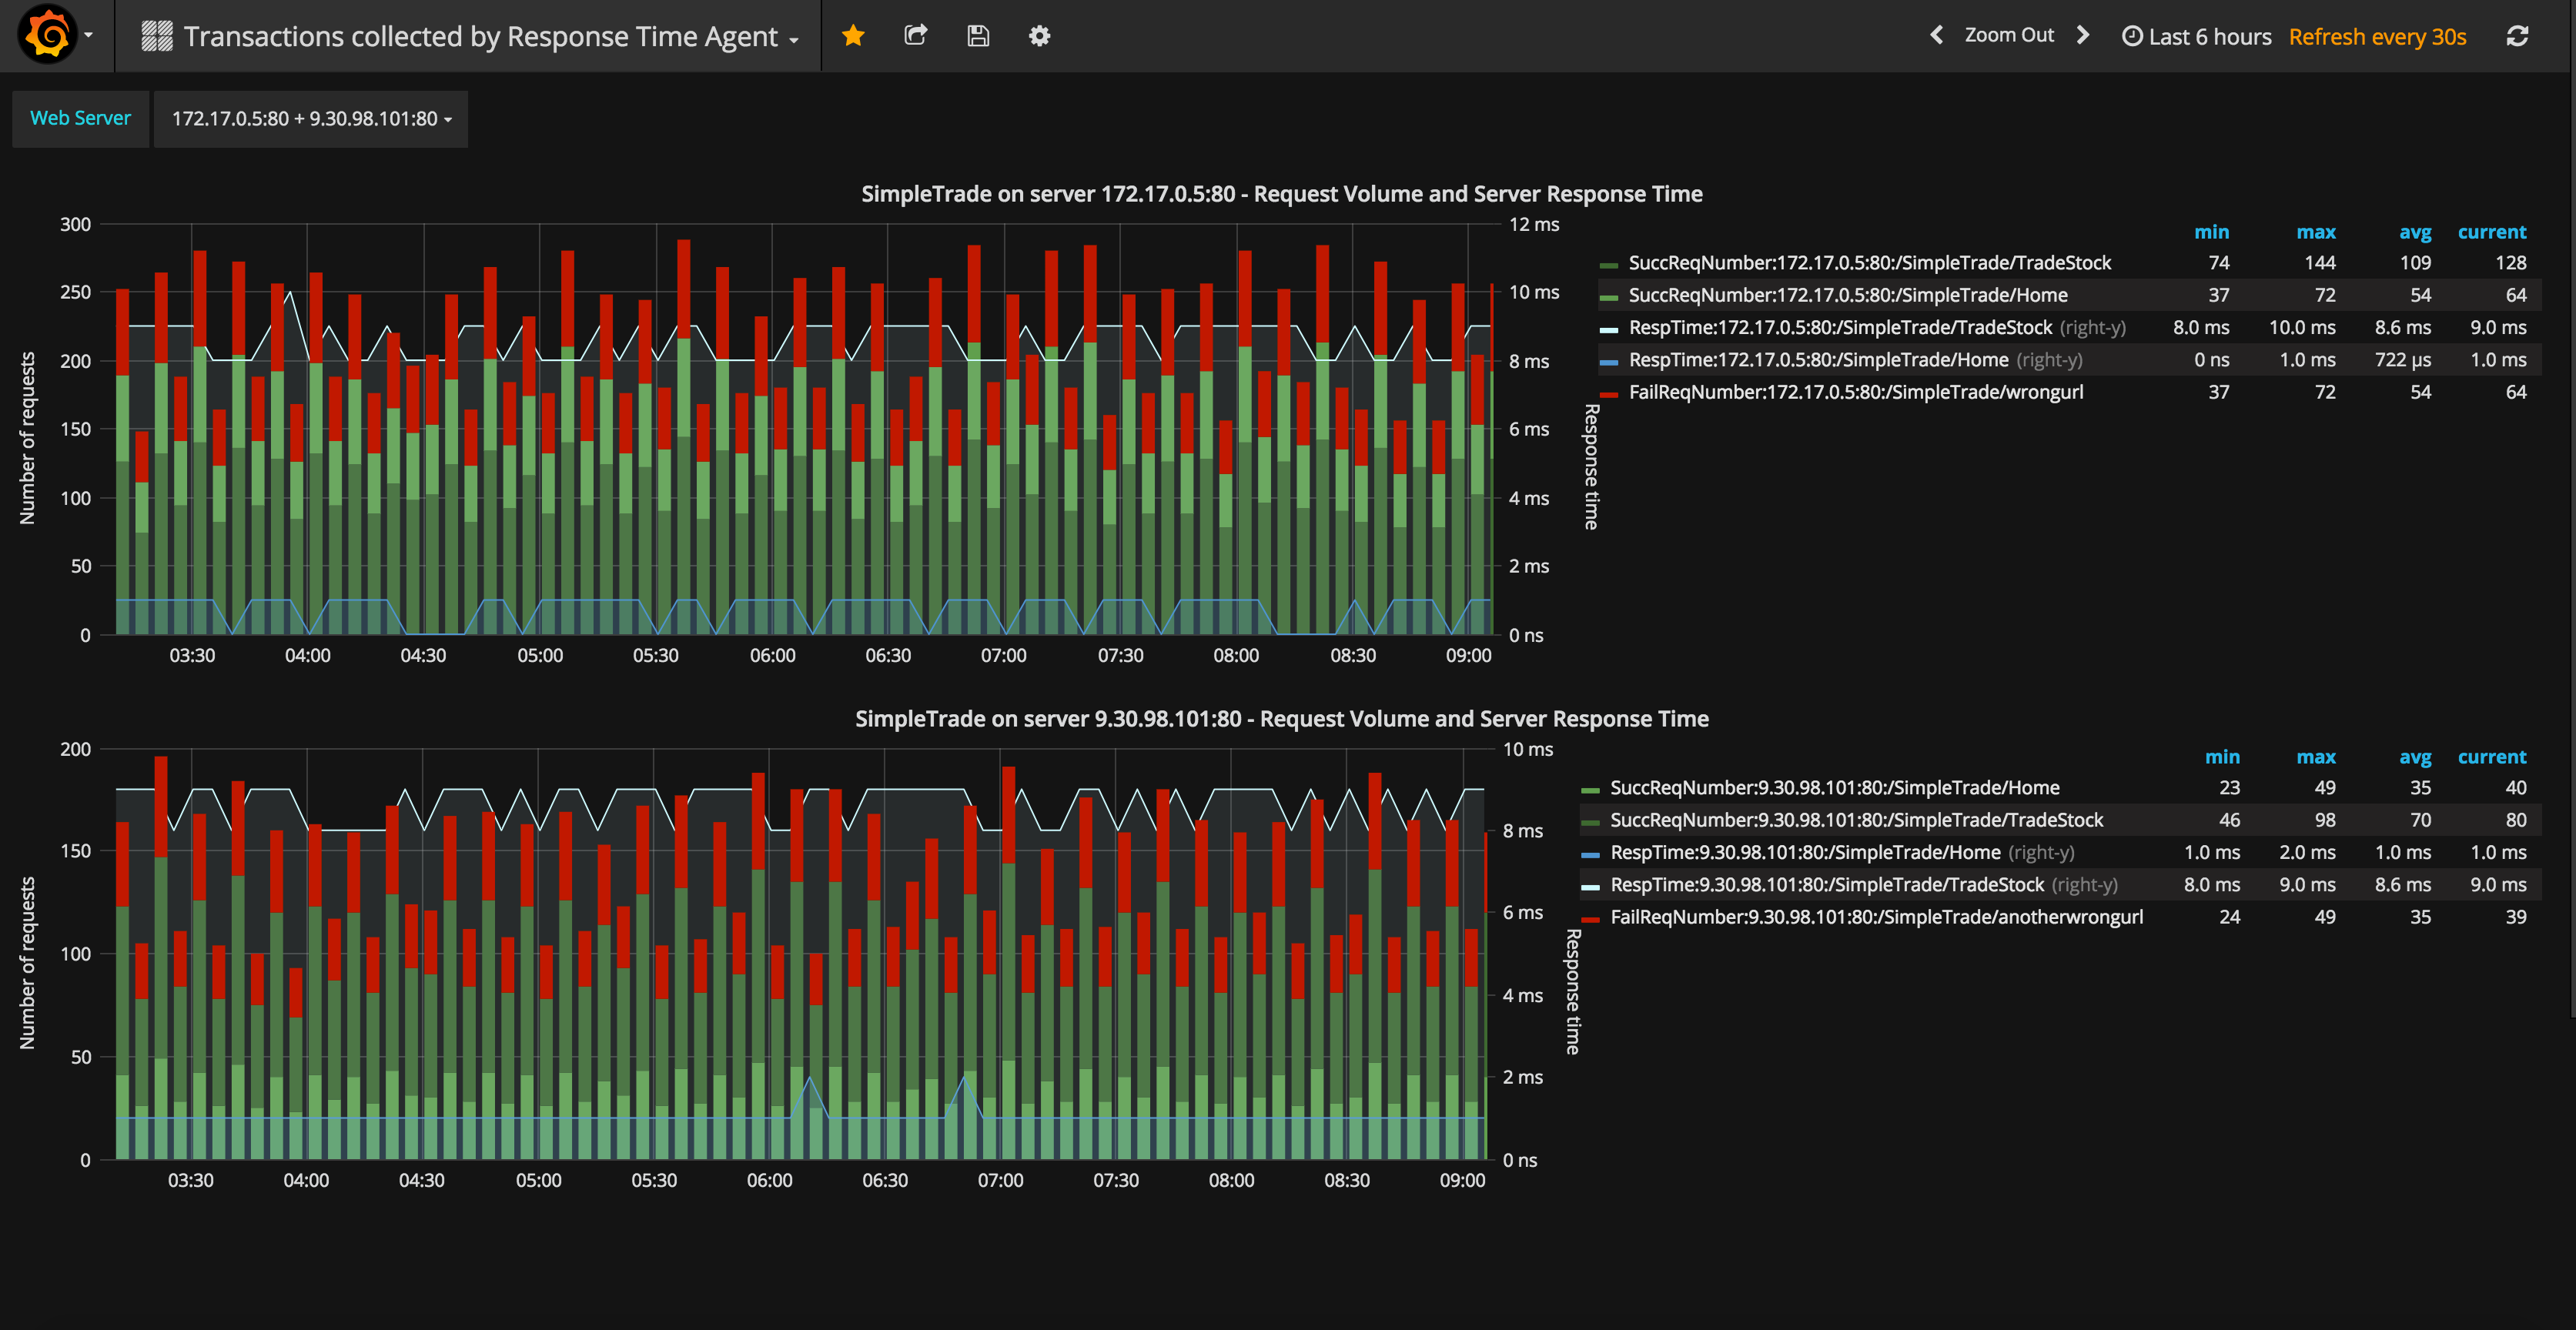 Transactions collected by Response Time Agent
Zoom Out
Last 6 hours Refresh every 30s
Web Server 172.17.0.5:80 + 9.30.98.101:80
SimpleTrade on server 172.17.0.5:80 - Request Volume and Server Response Time
Number of requests
300
250
200
150
100
50
0
12 ms
10 ms
8 ms
6 ms
4 ms
2 ms
0 ns
Response time
03:30 04:00 04:30 05:00 05:30 06:00 06:30 07:00 07:30 08:00 08:30 09:00
min max avg current
SuccReqNumber:172.17.0.5:80:/SimpleTrade/TradeStock 74 144 109 128
SuccReqNumber:172.17.0.5:80:/SimpleTrade/Home 37 72 54 64
RespTime:172.17.0.5:80:/SimpleTrade/TradeStock (right-y) 8.0 ms 10.0 ms 8.6 ms 9.0 ms
RespTime:172.17.0.5:80:/SimpleTrade/Home (right-y) 0 ns 1.0 ms 722 µs 1.0 ms
FailReqNumber:172.17.0.5:80:/SimpleTrade/wrongurl 37 72 54 64
SimpleTrade on server 9.30.98.101:80 - Request Volume and Server Response Time
Number of requests
200
150
100
50
0
10 ms
8 ms
6 ms
4 ms
2 ms
0 ns
Response time
03:30 04:00 04:30 05:00 05:30 06:00 06:30 07:00 07:30 08:00 08:30 09:00
min max avg current
SuccReqNumber:9.30.98.101:80:/SimpleTrade/Home 23 49 35 40
SuccReqNumber:9.30.98.101:80:/SimpleTrade/TradeStock 46 98 70 80
RespTime:9.30.98.101:80:/SimpleTrade/Home (right-y) 1.0 ms 2.0 ms 1.0 ms 1.0 ms
RespTime:9.30.98.101:80:/SimpleTrade/TradeStock (right-y) 8.0 ms 9.0 ms 8.6 ms 9.0 ms
FailReqNumber:9.30.98.101:80:/SimpleTrade/anotherwrongurl 24 49 35 39